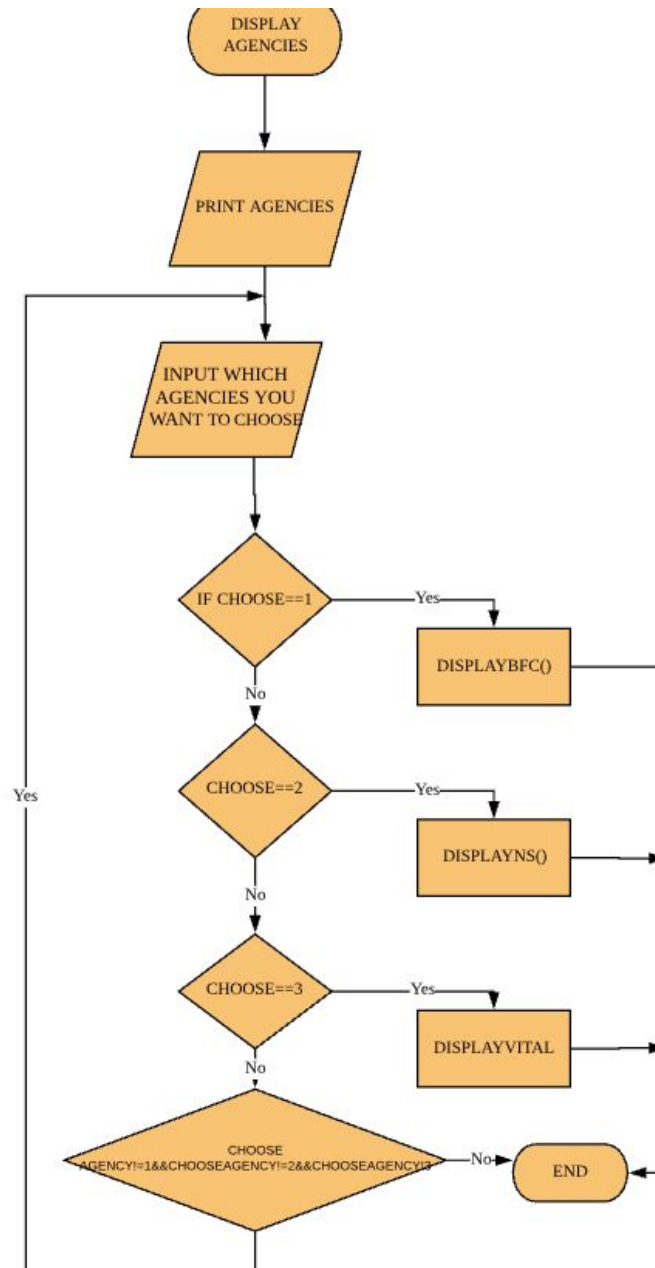 DISPLAY
AGENCIES
PRINT AGENCIES
INPUT WHICH
AGENCIES YOU
WANT TO CHOOSE
IF CHOOSE==1
Yes
DISPLAYBFC()
No
CHOOSE==2
Yes
DISPLAYNS()
Yes
No
CHOOSE==3
Yes
DISPLAYVITAL
No
CHOOSE
AGENCY!=1&&CHOOSEAGENCY!=2&&CHOOSEAGENCY!3
No
END